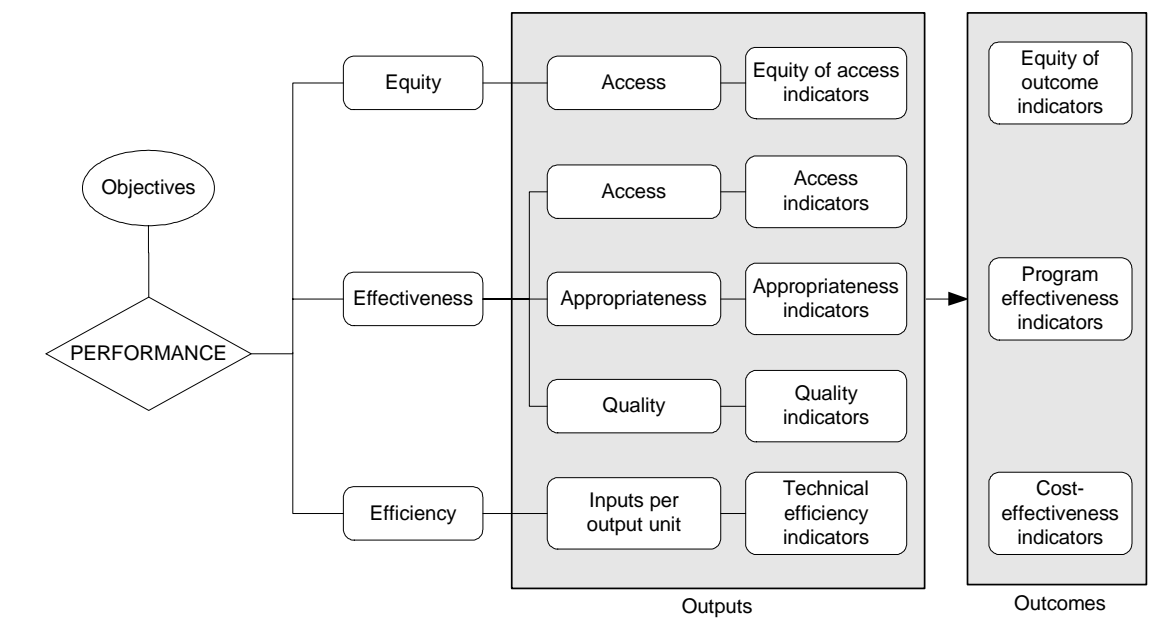 Objectives
PERFORMANCE
Equity
Effectiveness
Efficiency
Access
Equity of access
indicators
Access
Access
indicators
Appropriateness
Appropriateness
indicators
Quality
Quality
indicators
Inputs per
output unit
Technical
efficiency
indicators
Outputs
Equity of
outcome
indicators
Program
effectiveness
indicators
Cost-
effectiveness
indicators
Outcomes